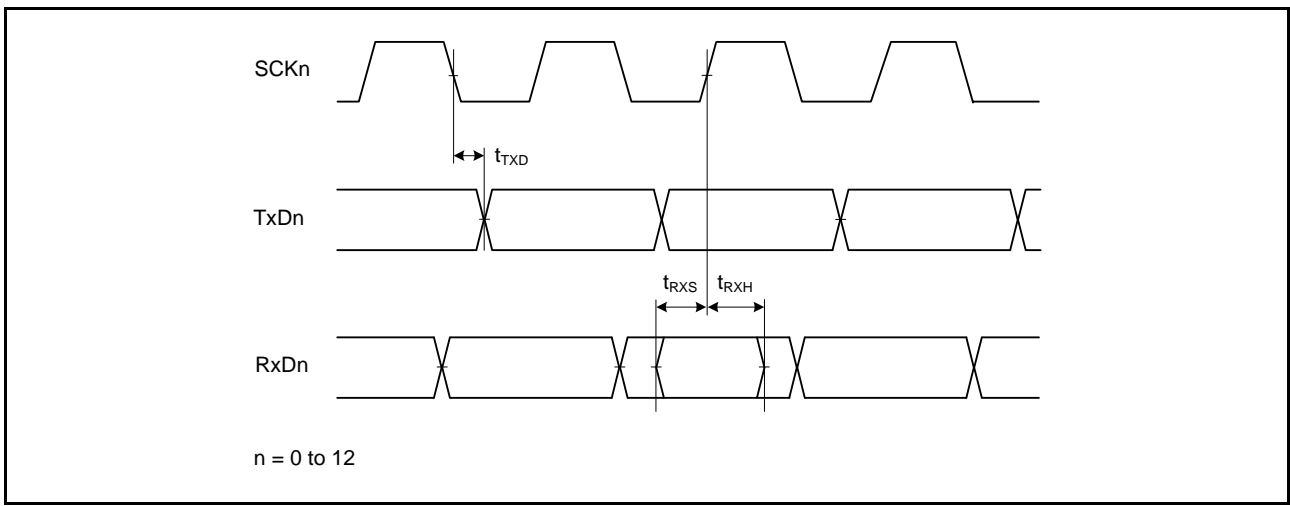 SCKn
tTXD
TxDn
tRXS tRXH
RxDn
n = 0 to 12